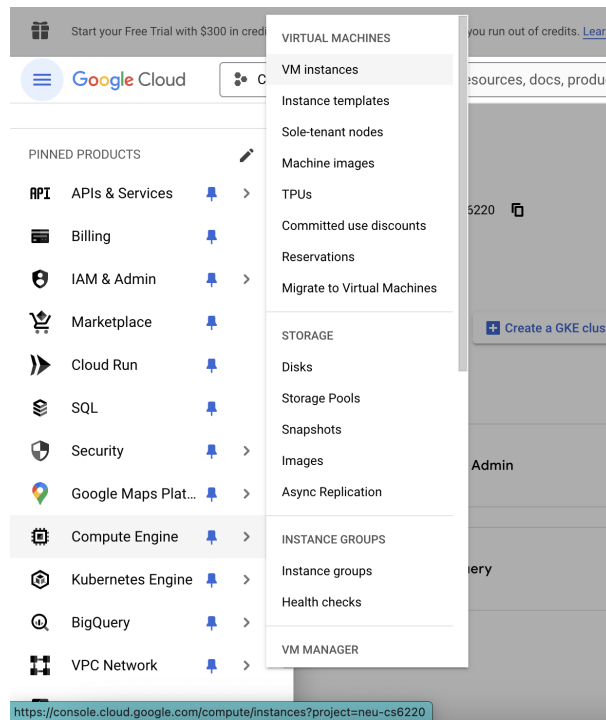 Start your Free Trial with $300 in credi
you run out of credits. Lear
Google Cloud
C
esources, docs, produ
PINNED PRODUCTS
API APIs & Services
Billing
IAM & Admin
Marketplace
Cloud Run
SQL
Security
Google Maps Plat...
Compute Engine
Kubernetes Engine
BigQuery
VPC Network
VIRTUAL MACHINES
VM instances
Instance templates
Sole-tenant nodes
Machine images
TPUs
Committed use discounts
Reservations
Migrate to Virtual Machines
STORAGE
Disks
Storage Pools
Snapshots
Images
Async Replication
INSTANCE GROUPS
Instance groups
Health checks
VM MANAGER
6220
Create a GKE clus
Admin
ery
https://console.cloud.google.com/compute/instances?project=neu-cs6220